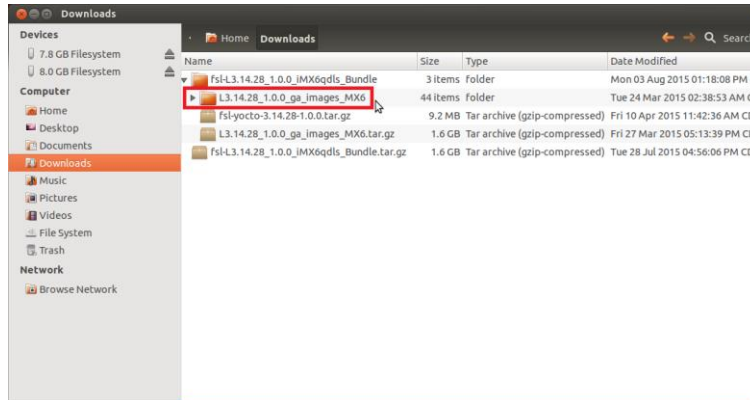 Downloads
Devices
7.8 GB Filesystem
8.0 GB Filesystem
Computer
Home
Desktop
Documents
Downloads
Music
Pictures
Videos
File System
Trash
Network
Browse Network
Home Downloads Search
Name Size Type Date Modified
fsl-L3.14.28_1.0.0_iMX6qdls_Bundle 3 items folder Mon 03 Aug 2015 01:18:08 PM
L3.14.28_1.0.0_ga_images_MX6 44 items folder Tue 24 Mar 2015 02:38:53 AM
fsl-yocto-3.14.28-1.0.0.tar.gz 9.2 MB Tar archive (gzip-compressed) Fri 10 Apr 2015 11:42:36 AM
L3.14.28_1.0.0_ga_images_MX6.tar.gz 1.6 GB Tar archive (gzip-compressed) Fri 27 Mar 2015 05:13:39 PM
fsl-L3.14.28_1.0.0_iMX6qdls_Bundle.tar.gz 1.6 GB Tar archive (gzip-compressed) Tue 28 Jul 2015 04:56:06 PM